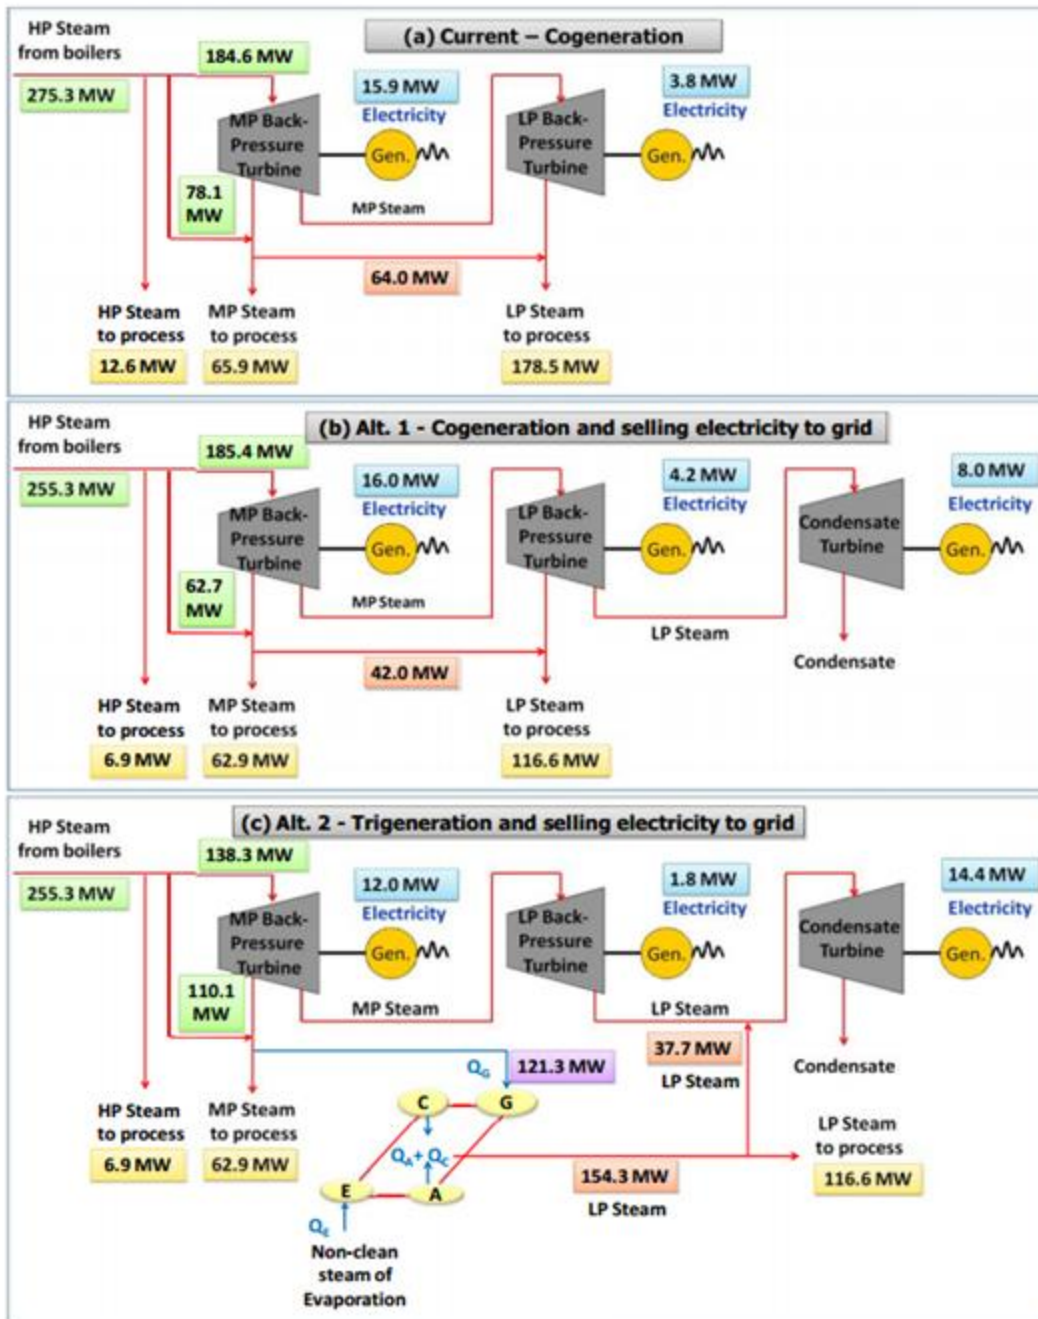 (a) Current – Cogeneration
HP Steam
from boilers
275.3 MW
184.6 MW
MP Back-
Pressure
Turbine
15.9 MW
Electricity
Gen.
MP Steam
LP Back-
Pressure
Turbine
3.8 MW
Electricity
Gen.
78.1
MW
64.0 MW
HP Steam
to process
12.6 MW
MP Steam
to process
65.9 MW
LP Steam
to process
178.5 MW
(b) Alt. 1 - Cogeneration and selling electricity to grid
HP Steam
from boilers
255.3 MW
185.4 MW
MP Back-
Pressure
Turbine
16.0 MW
Electricity
Gen.
MP Steam
LP Back-
Pressure
Turbine
4.2 MW
Electricity
Gen.
LP Steam
Condensate
Turbine
8.0 MW
Electricity
Gen.
Condensate
62.7
MW
42.0 MW
HP Steam
to process
6.9 MW
MP Steam
to process
62.9 MW
LP Steam
to process
116.6 MW
(c) Alt. 2 - Trigeneration and selling electricity to grid
HP Steam
from boilers
255.3 MW
138.3 MW
MP Back-
Pressure
Turbine
12.0 MW
Electricity
Gen.
MP Steam
LP Back-
Pressure
Turbine
1.8 MW
Electricity
Gen.
LP Steam
Condensate
Turbine
14.4 MW
Electricity
Gen.
Condensate
110.1
MW
QG
121.3 MW
37.7 MW
LP Steam
C
G
QA+ QC
E
A
QE
Non-clean
steam of
Evaporation
154.3 MW
LP Steam
HP Steam
to process
6.9 MW
MP Steam
to process
62.9 MW
LP Steam
to process
116.6 MW